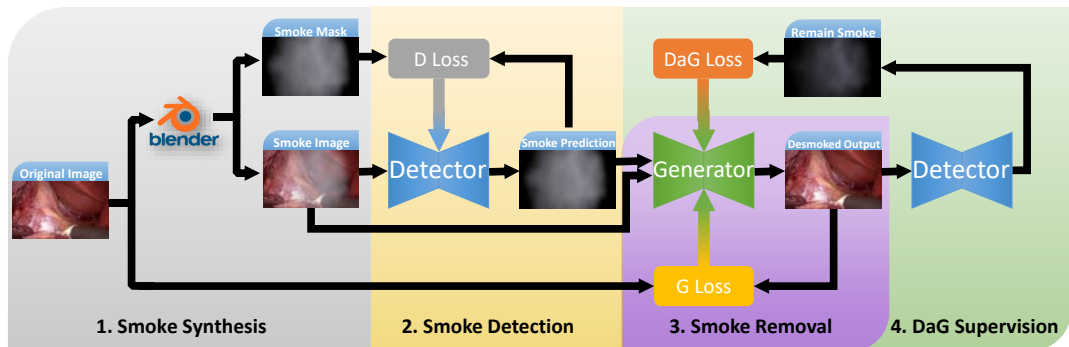 Smoke Mask
D Loss
DaG Loss
Remain Smoke
blender
Smoke Image
Smoke Prediction
Desmoked Output
Original Image
Detector
Generator
Detector
G Loss
1. Smoke Synthesis
2. Smoke Detection
3. Smoke Removal
4. DaG Supervision